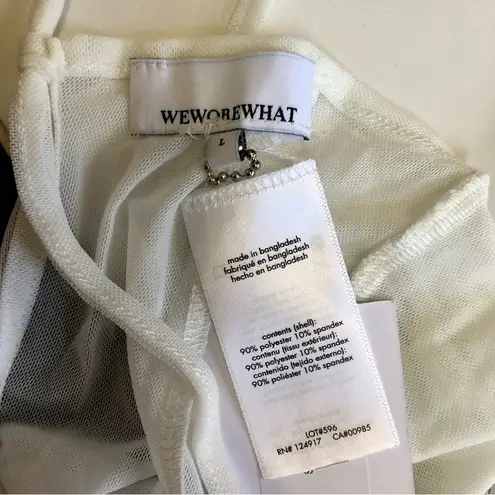 WEWOREWHAT
L
made in bangladesh
fabriqué en bangladesh
hecho en bangladesh
contents (shell):
90% polyester 10% spandex
contenu (tissu extérieur):
90% polyester 10% spandex
contenido (tejido externo):
90% poliéster 10% spandex
LOT#596
RN# 124917 CA#00985